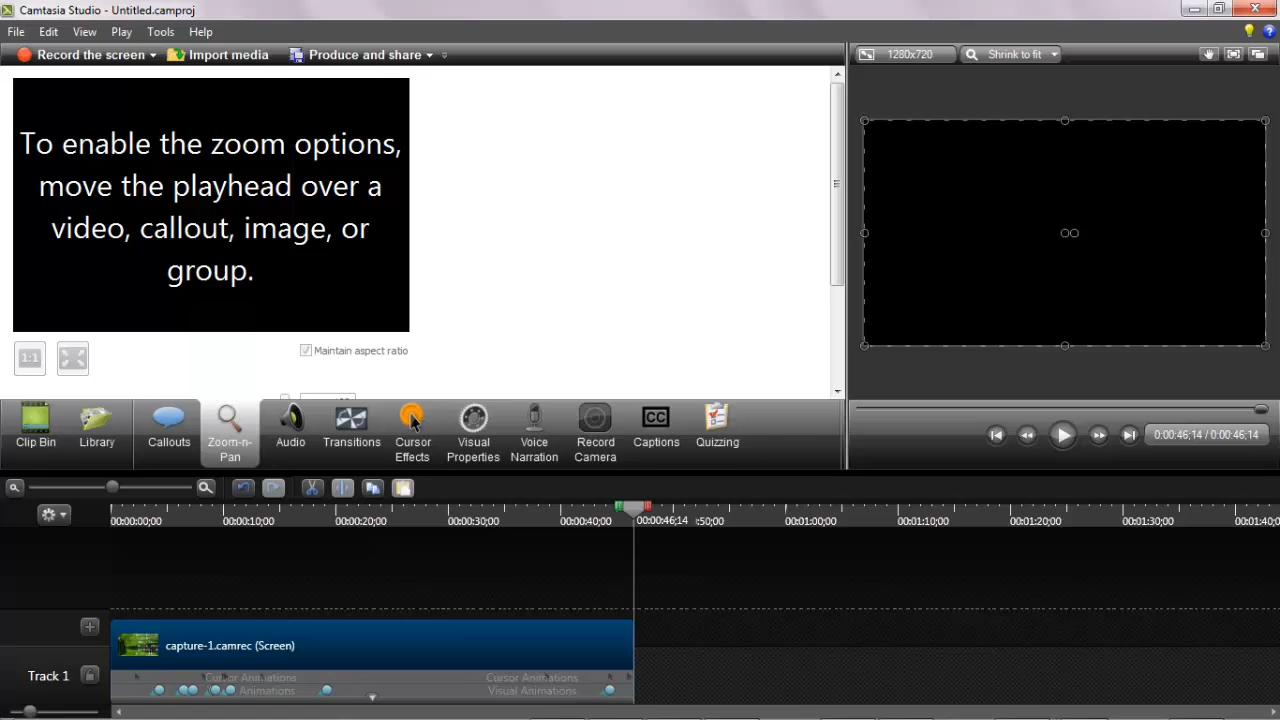 Camtasia Studio - Untitled.camproj
File Edit View Play Tools Help
Record the screen Import media Produce and share
1280x720 Shrink to fit
To enable the zoom options,
move the playhead over a
video, callout, image, or
group.
1:1
Maintain aspect ratio
Clip Bin
Library
Callouts
Zoom-n-
Pan
Audio
Transitions
Cursor
Effects
Visual
Properties
Voice
Narration
Record
Camera
CC
Captions
Quizzing
0:00:46;14 / 0:00:46;14
00:00:00;00 00:00:10;00 00:00:20;00 00:00:30;00 00:00:40;00 00:00:46;14 :50;00 00:01:00;00 00:01:10;00 00:01:20;00 00:01:30;00 00:01:40;0
capture-1.camrec (Screen)
Track 1
Cursor Animations Cursor Animations
Animations Visual Animations